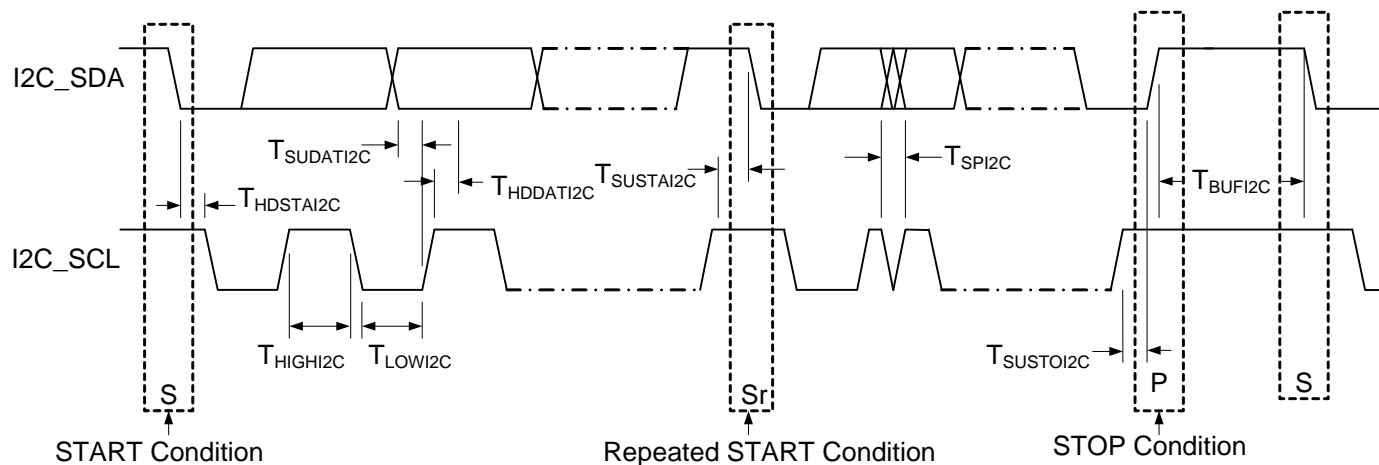 I2C_SDA
T_SUDATI2C
T_HDSTAI2C
T_HDDATI2C
T_SUSTAI2C
T_SPI2C
T_BUFI2C
I2C_SCL
T_HIGHI2C
T_LOWI2C
T_SUSTOI2C
S
Sr
P
S
START Condition
Repeated START Condition
STOP Condition